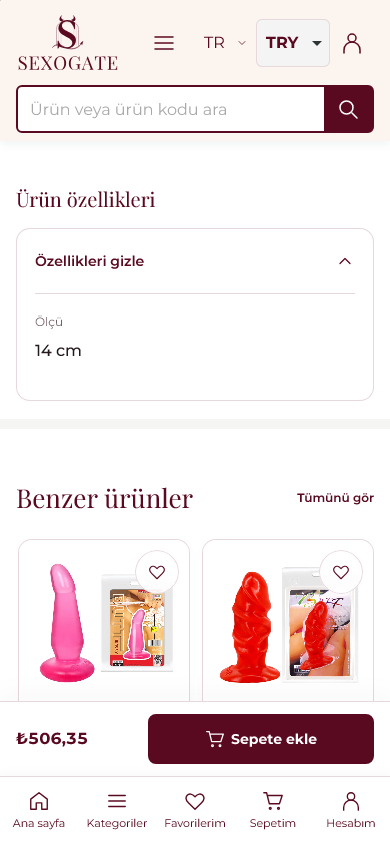 SEXOGATE
TR
TRY
Ürün veya ürün kodu ara
Ürün özellikleri
Özellikleri gizle
Ölçü
14 cm
Benzer ürünler
Tümünü gör
₺506,35
Sepete ekle
Ana sayfa
Kategoriler
Favorilerim
Sepetim
Hesabım